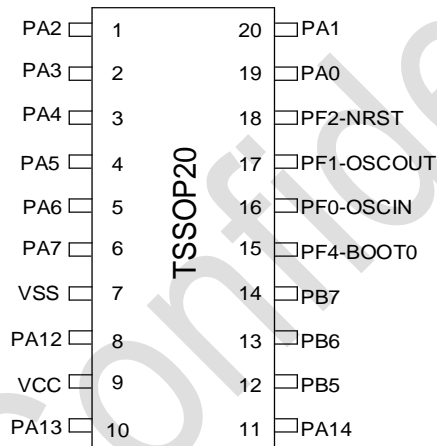 PA2 1 20 PA1
PA3 2 19 PA0
PA4 3 18 PF2-NRST
PA5 4 17 PF1-OSCOUT
PA6 5 16 PF0-OSCIN
PA7 6 15 PF4-BOOT0
VSS 7 14 PB7
PA12 8 13 PB6
VCC 9 12 PB5
PA13 10 11 PA14
TSSOP20